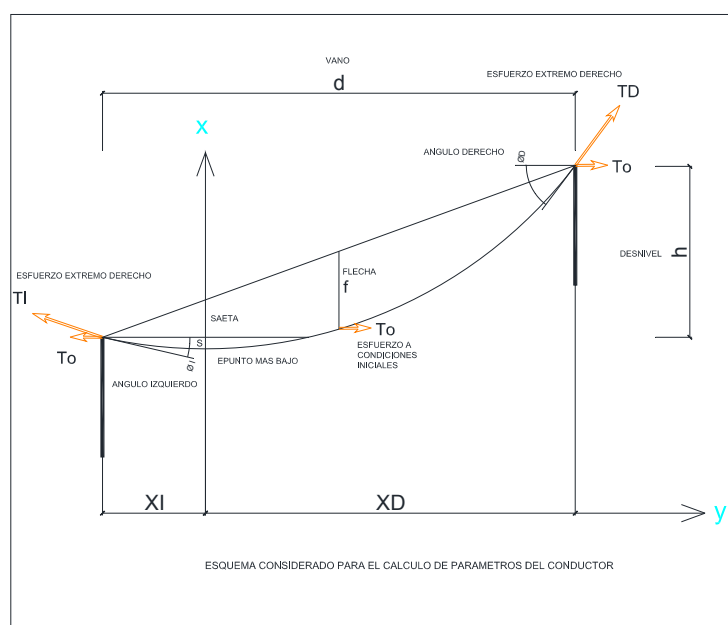 VANO
d
ESFUERZO EXTREMO DERECHO
TD
x
ANGULO DERECHO
ØD
To
ESFUERZO EXTREMO DERECHO
TI
FLECHA
f
DESNIVEL
h
SAETA
S
To
To
ØI
EPUNTO MAS BAJO
ESFUERZO A
CONDICIONES
INICIALES
ANGULO IZQUIERDO
XI
XD
y
ESQUEMA CONSIDERADO PARA EL CALCULO DE PARAMETROS DEL CONDUCTOR